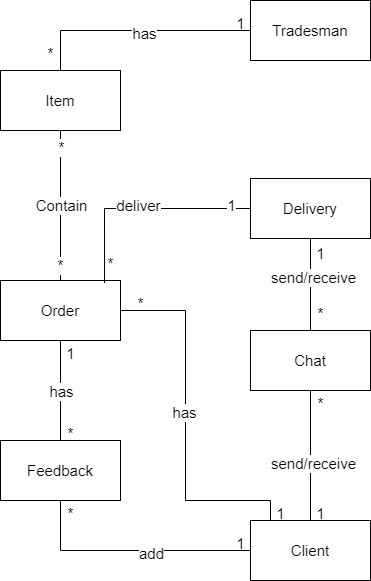 1
Tradesman
has
*
Item
*
Contain
deliver
1
Delivery
*
*
1
send/receive
Order
*
*
1
Chat
has
*
has
*
Feedback
send/receive
*
1
1
1
add
Client